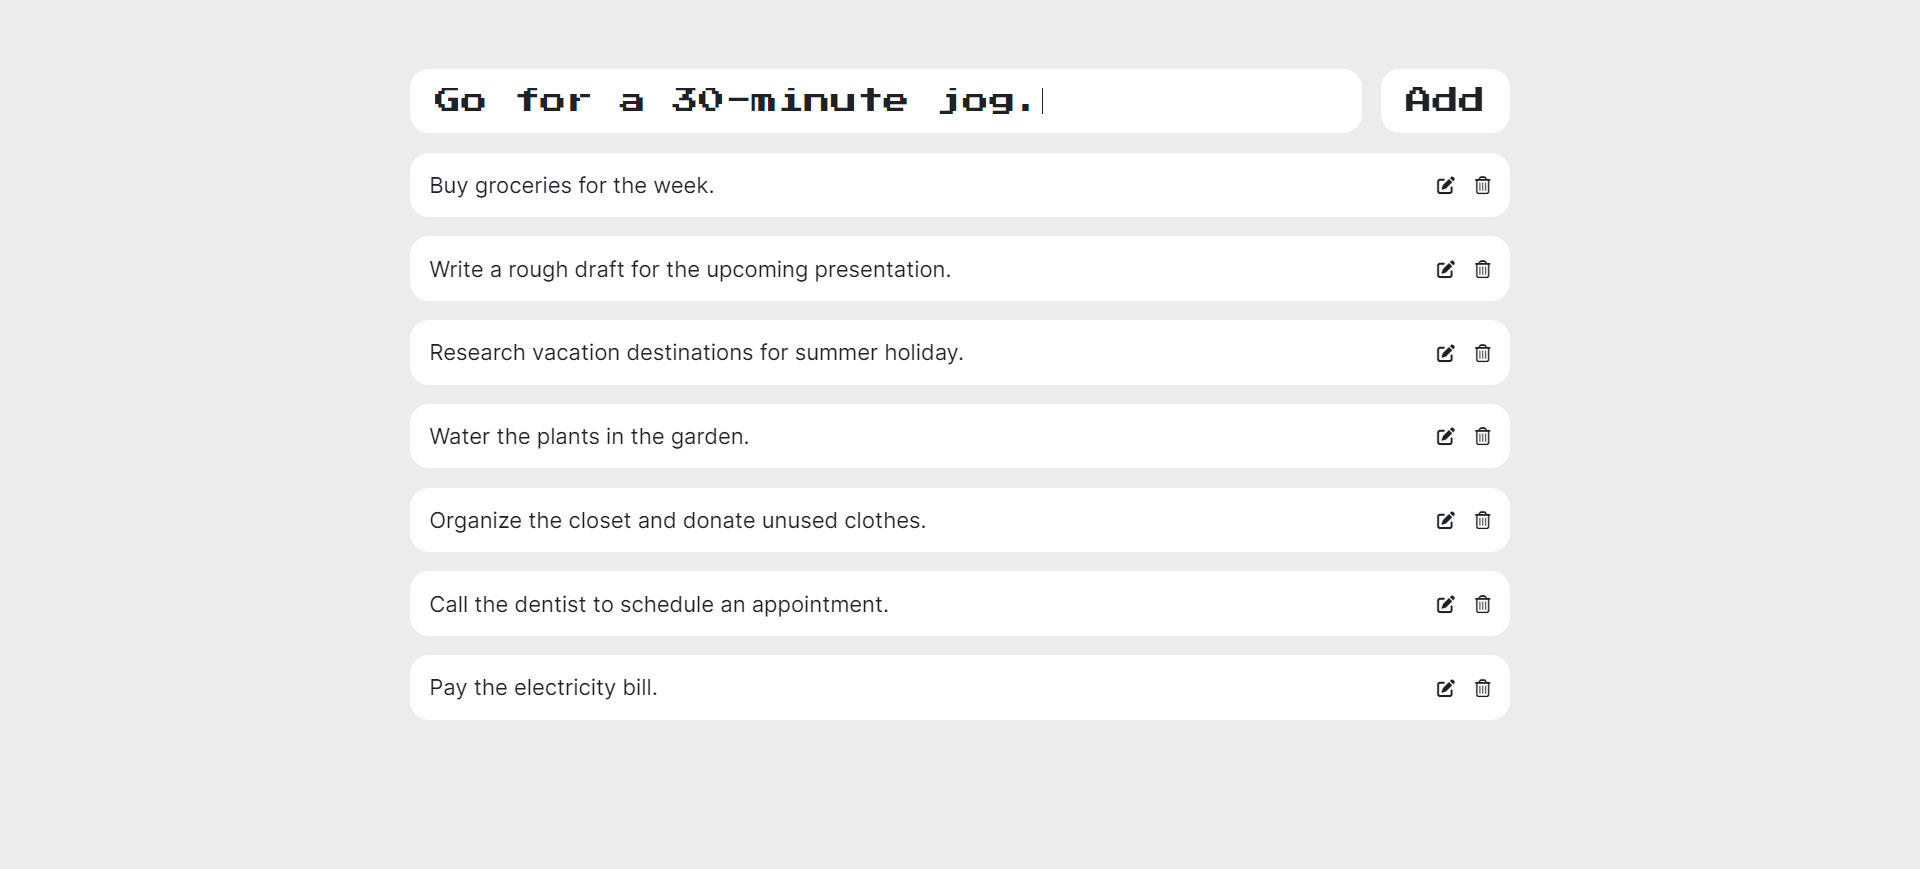 Go for a 30-minute jog.
Add
Buy groceries for the week.
Write a rough draft for the upcoming presentation.
Research vacation destinations for summer holiday.
Water the plants in the garden.
Organize the closet and donate unused clothes.
Call the dentist to schedule an appointment.
Pay the electricity bill.